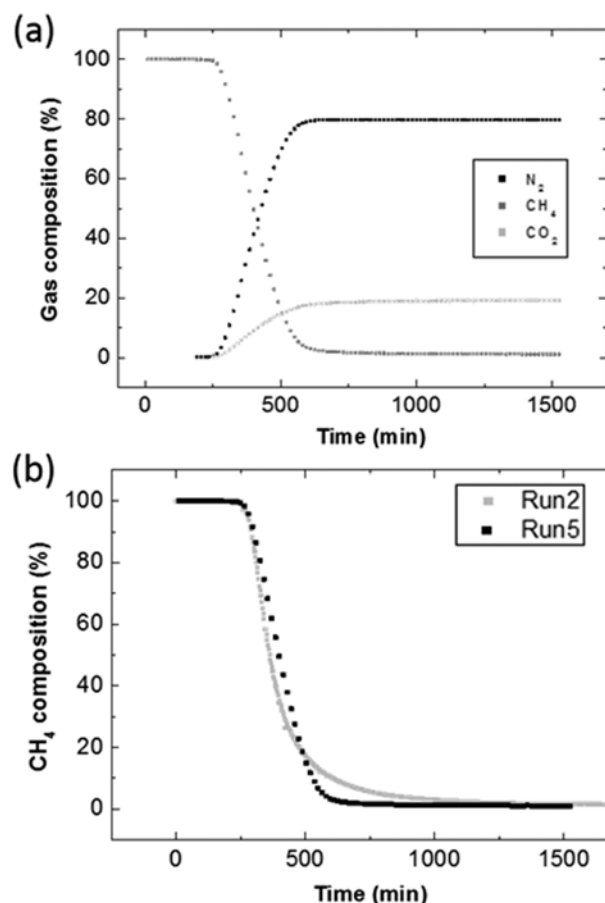 (a)
100
80
60
40
20
0
Gas composition (%)
N₂
CH₄
CO₂
0 500 1000 1500
Time (min)
(b)
100
80
60
40
20
0
CH₄ composition (%)
Run2
Run5
0 500 1000 1500
Time (min)